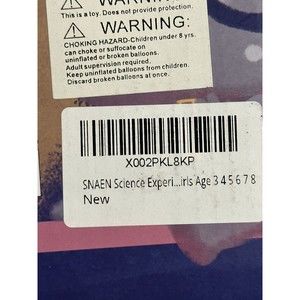 This is a toy. Does not provide protection.
WARNING:
CHOKING HAZARD-Children under 8 yrs.
can choke or suffocate on
uninflated or broken balloons.
Adult supervision required.
Keep uninflated balloons from children.
Discard broken balloons at once.
X002PKL8KP
SNAEN Science Experi...irls Age 3 4 5 6 7 8
New